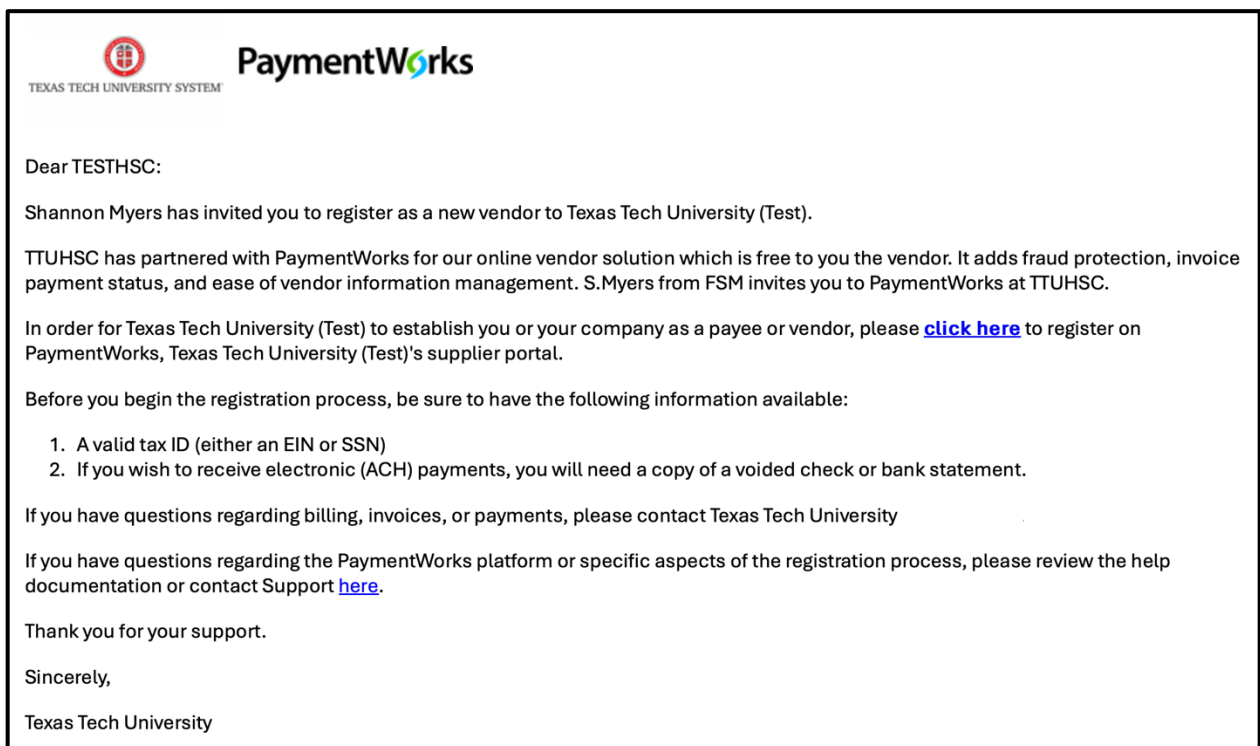 TEXAS TECH UNIVERSITY SYSTEM
PaymentWorks
Dear TESTHSC:
Shannon Myers has invited you to register as a new vendor to Texas Tech University (Test).
TTUHSC has partnered with PaymentWorks for our online vendor solution which is free to you the vendor. It adds fraud protection, invoice
payment status, and ease of vendor information management. S.Myers from FSM invites you to PaymentWorks at TTUHSC.
In order for Texas Tech University (Test) to establish you or your company as a payee or vendor, please click here to register on
PaymentWorks, Texas Tech University (Test)'s supplier portal.
Before you begin the registration process, be sure to have the following information available:
1. A valid tax ID (either an EIN or SSN)
2. If you wish to receive electronic (ACH) payments, you will need a copy of a voided check or bank statement.
If you have questions regarding billing, invoices, or payments, please contact Texas Tech University
If you have questions regarding the PaymentWorks platform or specific aspects of the registration process, please review the help
documentation or contact Support here.
Thank you for your support.
Sincerely,
Texas Tech University